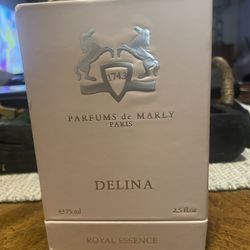 1743
PARFUMS de MARLY
PARIS
DELINA
e 75 ml 2.5 fl.oz
ROYAL ESSENCE